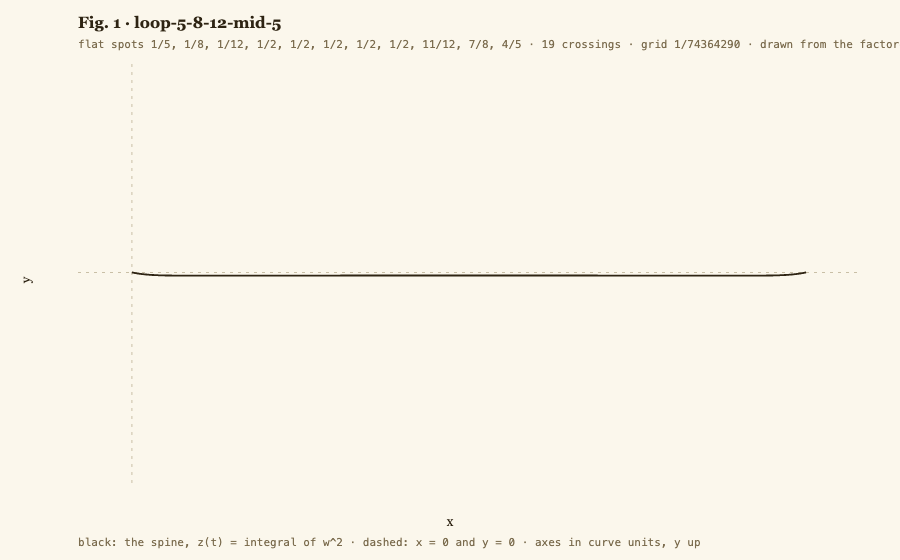 Fig. 1 · loop-5-8-12-mid-5
flat spots 1/5, 1/8, 1/12, 1/2, 1/2, 1/2, 1/2, 1/2, 11/12, 7/8, 4/5 · 19 crossings · grid 1/74364290 · drawn from the factor
y
x
black: the spine, z(t) = integral of w^2 · dashed: x = 0 and y = 0 · axes in curve units, y up